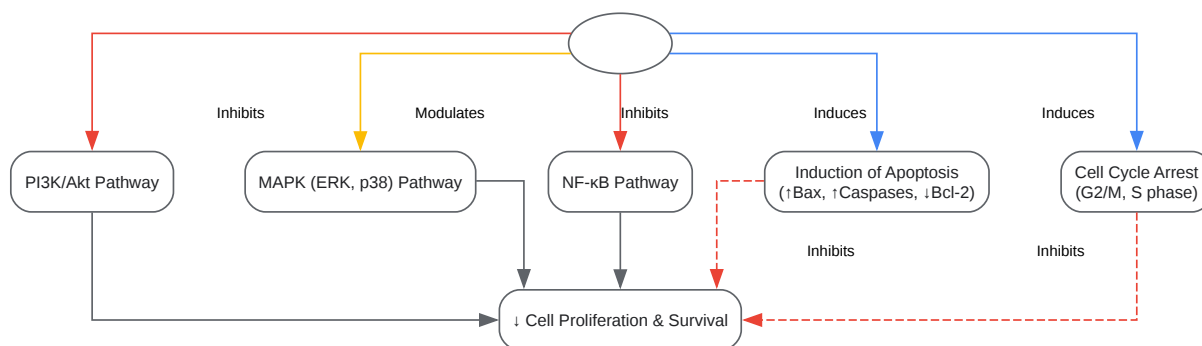 Inhibits
Modulates
Inhibits
Induces
Induces
PI3K/Akt Pathway
MAPK (ERK, p38) Pathway
NF-κB Pathway
Induction of Apoptosis
(↑Bax, ↑Caspases, ↓Bcl-2)
Cell Cycle Arrest
(G2/M, S phase)
Inhibits
Inhibits
↓ Cell Proliferation & Survival